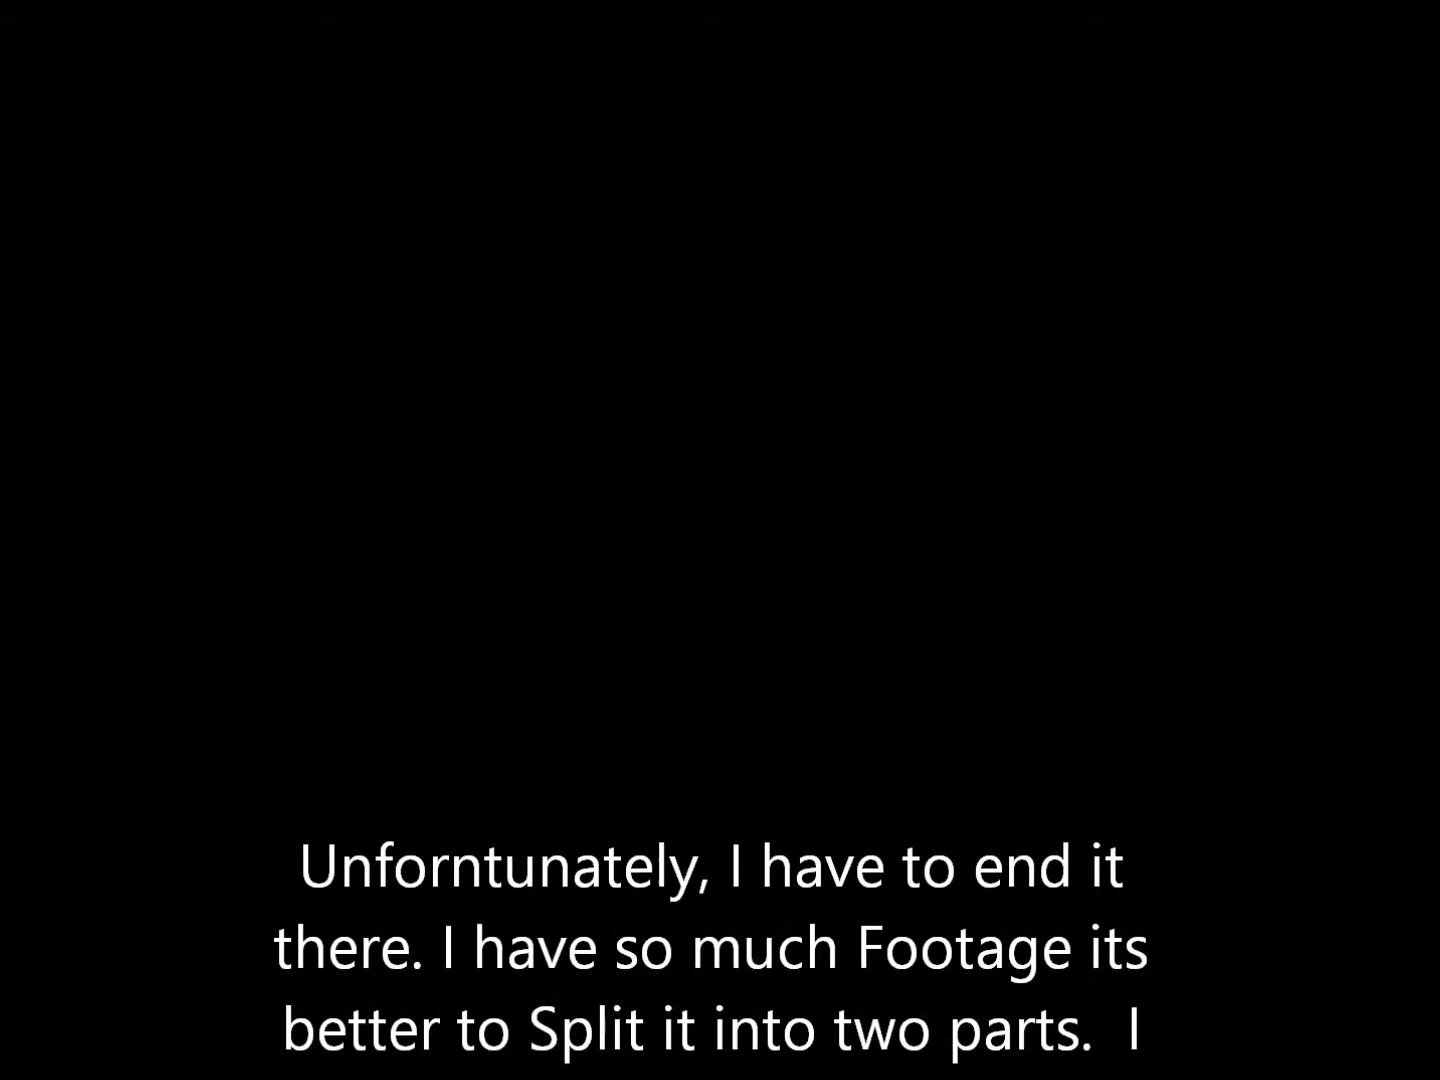 Unforntunately, I have to end it
there. I have so much Footage its
better to Split it into two parts.  I